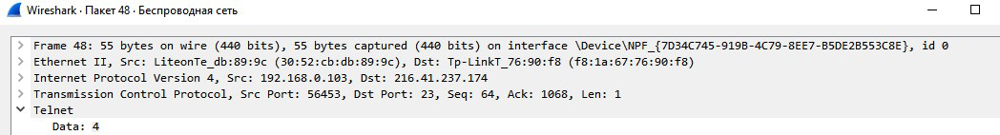 Wireshark · Пакет 48 · Беспроводная сеть
Frame 48: 55 bytes on wire (440 bits), 55 bytes captured (440 bits) on interface \Device\NPF_{7D34C745-919B-4C79-8EE7-B5DE2B553C8E}, id 0
Ethernet II, Src: LiteonTe_db:89:9c (30:52:cb:db:89:9c), Dst: Tp-LinkT_76:90:f8 (f8:1a:67:76:90:f8)
Internet Protocol Version 4, Src: 192.168.0.103, Dst: 216.41.237.174
Transmission Control Protocol, Src Port: 56453, Dst Port: 23, Seq: 64, Ack: 1068, Len: 1
Telnet
Data: 4